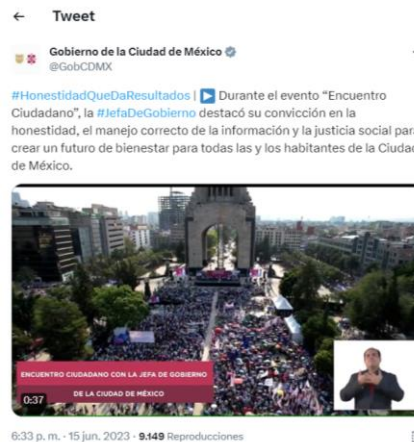 Tweet
Gobierno de la Ciudad de México
@GobCDMX
#HonestidadQueDaResultados | Durante el evento “Encuentro
Ciudadano”, la #JefaDeGobierno destacó su convicción en la
honestidad, el manejo correcto de la información y la justicia social para
crear un futuro de bienestar para todas las y los habitantes de la Ciudad
de México.
ENCUENTRO CIUDADANO CON LA JEFA DE GOBIERNO
DE LA CIUDAD DE MÉXICO
0:37
6:33 p. m. · 15 jun. 2023 · 9.149 Reproducciones